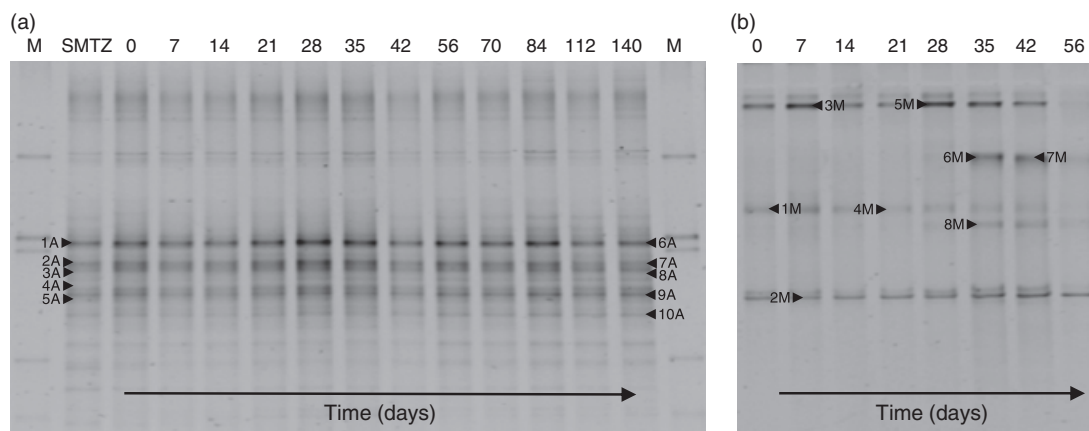 (a)
M SMTZ 0 7 14 21 28 35 42 56 70 84 112 140 M
1A
2A
3A
4A
5A
6A
7A
8A
9A
10A
Time (days)
(b)
0 7 14 21 28 35 42 56
3M 5M
6M 7M
1M 4M
8M
2M
Time (days)